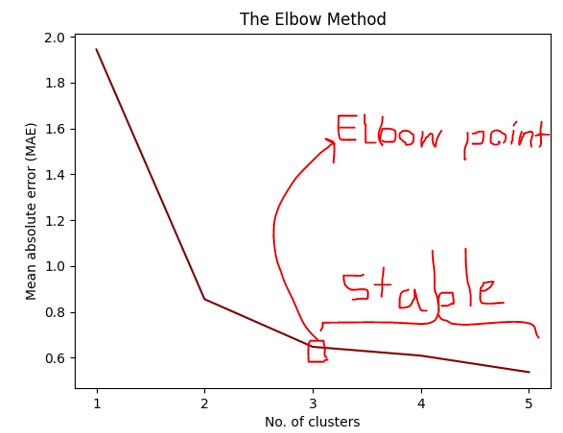 The Elbow Method
2.0
1.8
1.6
1.4
1.2
1.0
0.8
0.6
Mean absolute error (MAE)
Elbow point
stable
1 2 3 4 5
No. of clusters